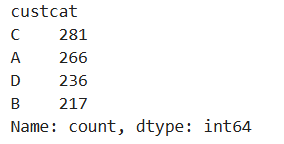 custcat
C    281
A    266
D    236
B    217
Name: count, dtype: int64